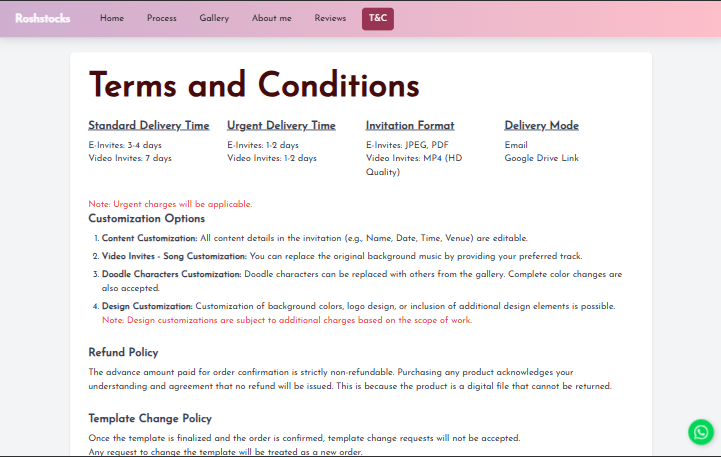 Roshstocks
Home
Process
Gallery
About me
Reviews
T&C
Terms and Conditions
Standard Delivery Time
E-Invites: 3-4 days
Video Invites: 7 days
Urgent Delivery Time
E-Invites: 1-2 days
Video Invites: 1-2 days
Invitation Format
E-Invites: JPEG, PDF
Video Invites: MP4 (HD
Quality)
Delivery Mode
Email
Google Drive Link
Note: Urgent charges will be applicable.
Customization Options
1. Content Customization: All content details in the invitation (e.g., Name, Date, Time, Venue) are editable.
2. Video Invites - Song Customization: You can replace the original background music by providing your preferred track.
3. Doodle Characters Customization: Doodle characters can be replaced with others from the gallery. Complete color changes are
also accepted.
4. Design Customization: Customization of background colors, logo design, or inclusion of additional design elements is possible.
Note: Design customizations are subject to additional charges based on the scope of work.
Refund Policy
The advance amount paid for order confirmation is strictly non-refundable. Purchasing any product acknowledges your
understanding and agreement that no refund will be issued. This is because the product is a digital file that cannot be returned.
Template Change Policy
Once the template is finalized and the order is confirmed, template change requests will not be accepted.
Any request to change the template will be treated as a new order.